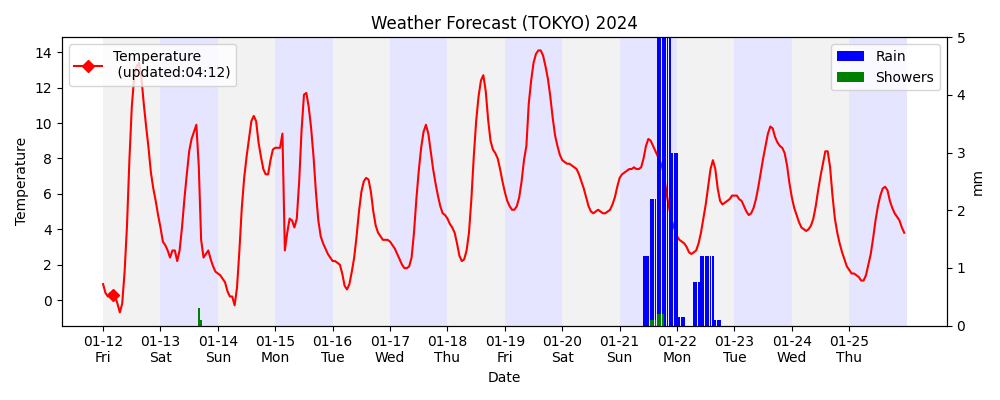 Weather Forecast (TOKYO) 2024
Temperature
(updated:04:12)
Rain
Showers
Temperature
14
12
10
8
6
4
2
0
5
4
3
2
1
0
mm
01-12 01-13 01-14 01-15 01-16 01-17 01-18 01-19 01-20 01-21 01-22 01-23 01-24 01-25
Fri Sat Sun Mon Tue Wed Thu Fri Sat Sun Mon Tue Wed Thu
Date